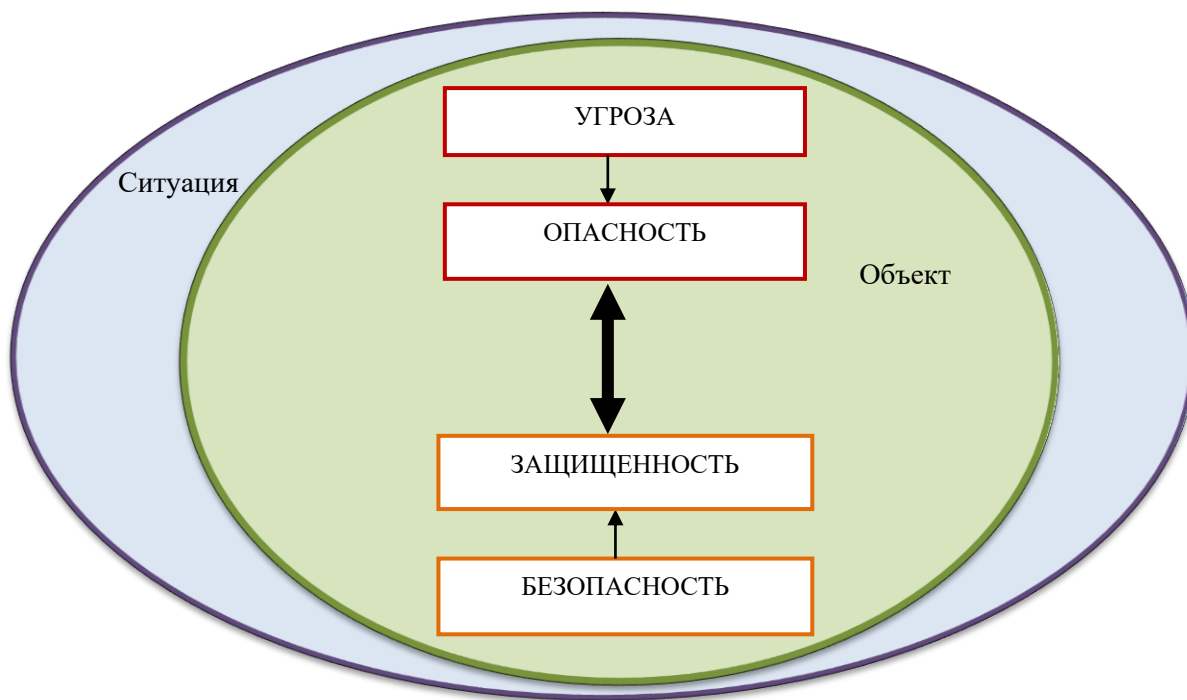 УГРОЗА
Ситуация
ОПАСНОСТЬ
Объект
ЗАЩИЩЕННОСТЬ
БЕЗОПАСНОСТЬ